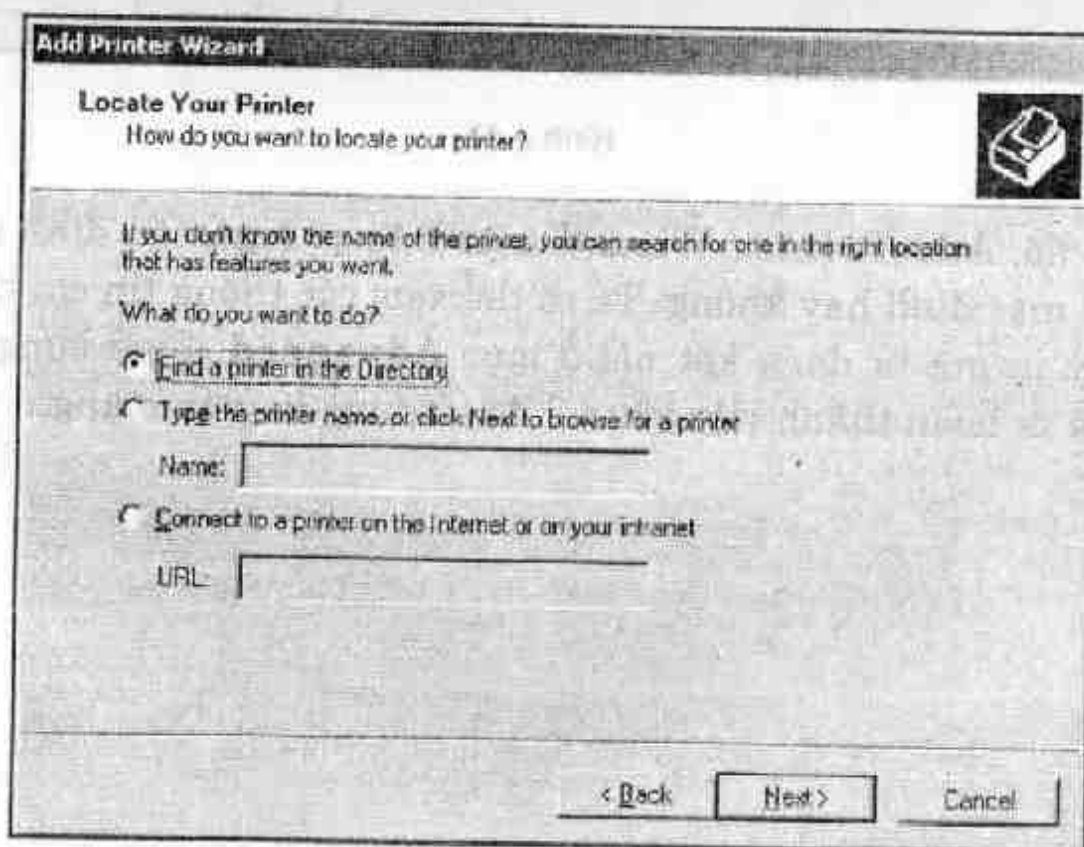 Add Printer Wizard
Locate Your Printer
How do you want to locate your printer?
If you don't know the name of the printer, you can search for one in the right location
that has features you want.
What do you want to do?
Find a printer in the Directory
Type the printer name, or click Next to browse for a printer
Name:
Connect to a printer on the Internet or on your intranet
URL:
< Back
Next >
Cancel